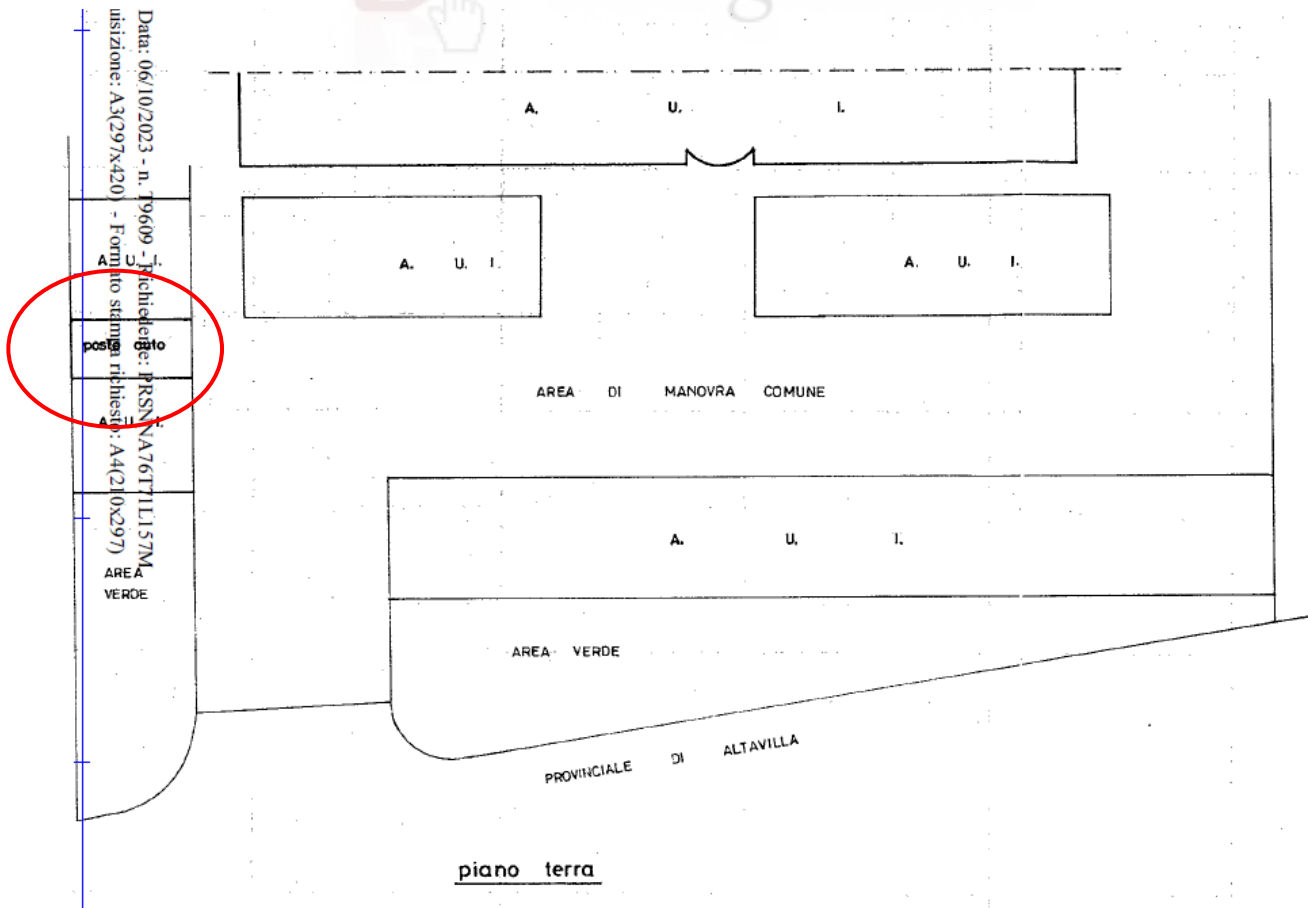 Data: 06/10/2023 - n. T9609 - Richiedente: PRSNNA76T71L157M
uisizione: A3(297x420) - Formato stampa richiesto: A4(210x297)
A. U. I.
A. U. I.
A. U. I.
A. U. I.
posto auto
AREA DI MANOVRA COMUNE
A. U. I.
A. U. I.
AREA
VERDE
AREA VERDE
PROVINCIALE DI ALTAVILLA
piano terra